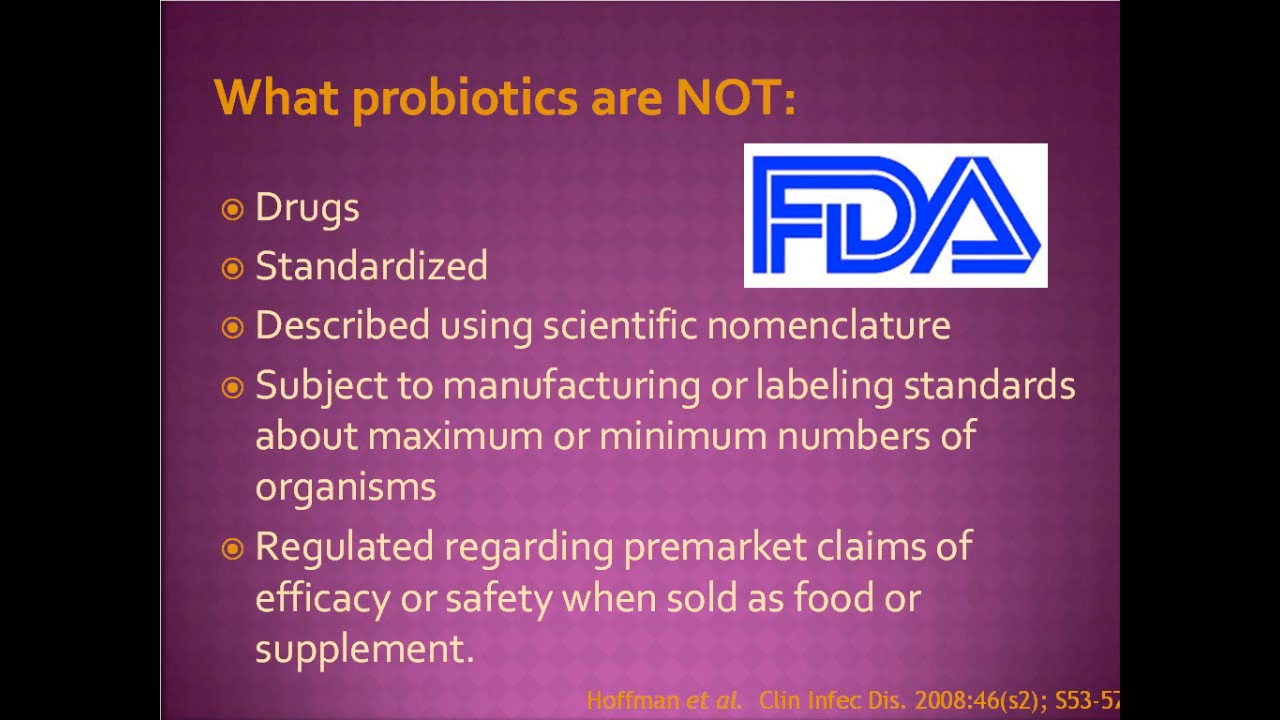 What probiotics are NOT:
FDA
Drugs
Standardized
Described using scientific nomenclature
Subject to manufacturing or labeling standards
about maximum or minimum numbers of
organisms
Regulated regarding premarket claims of
efficacy or safety when sold as food or
supplement.
Hoffman et al. Clin Infec Dis. 2008:46(s2); S53-57